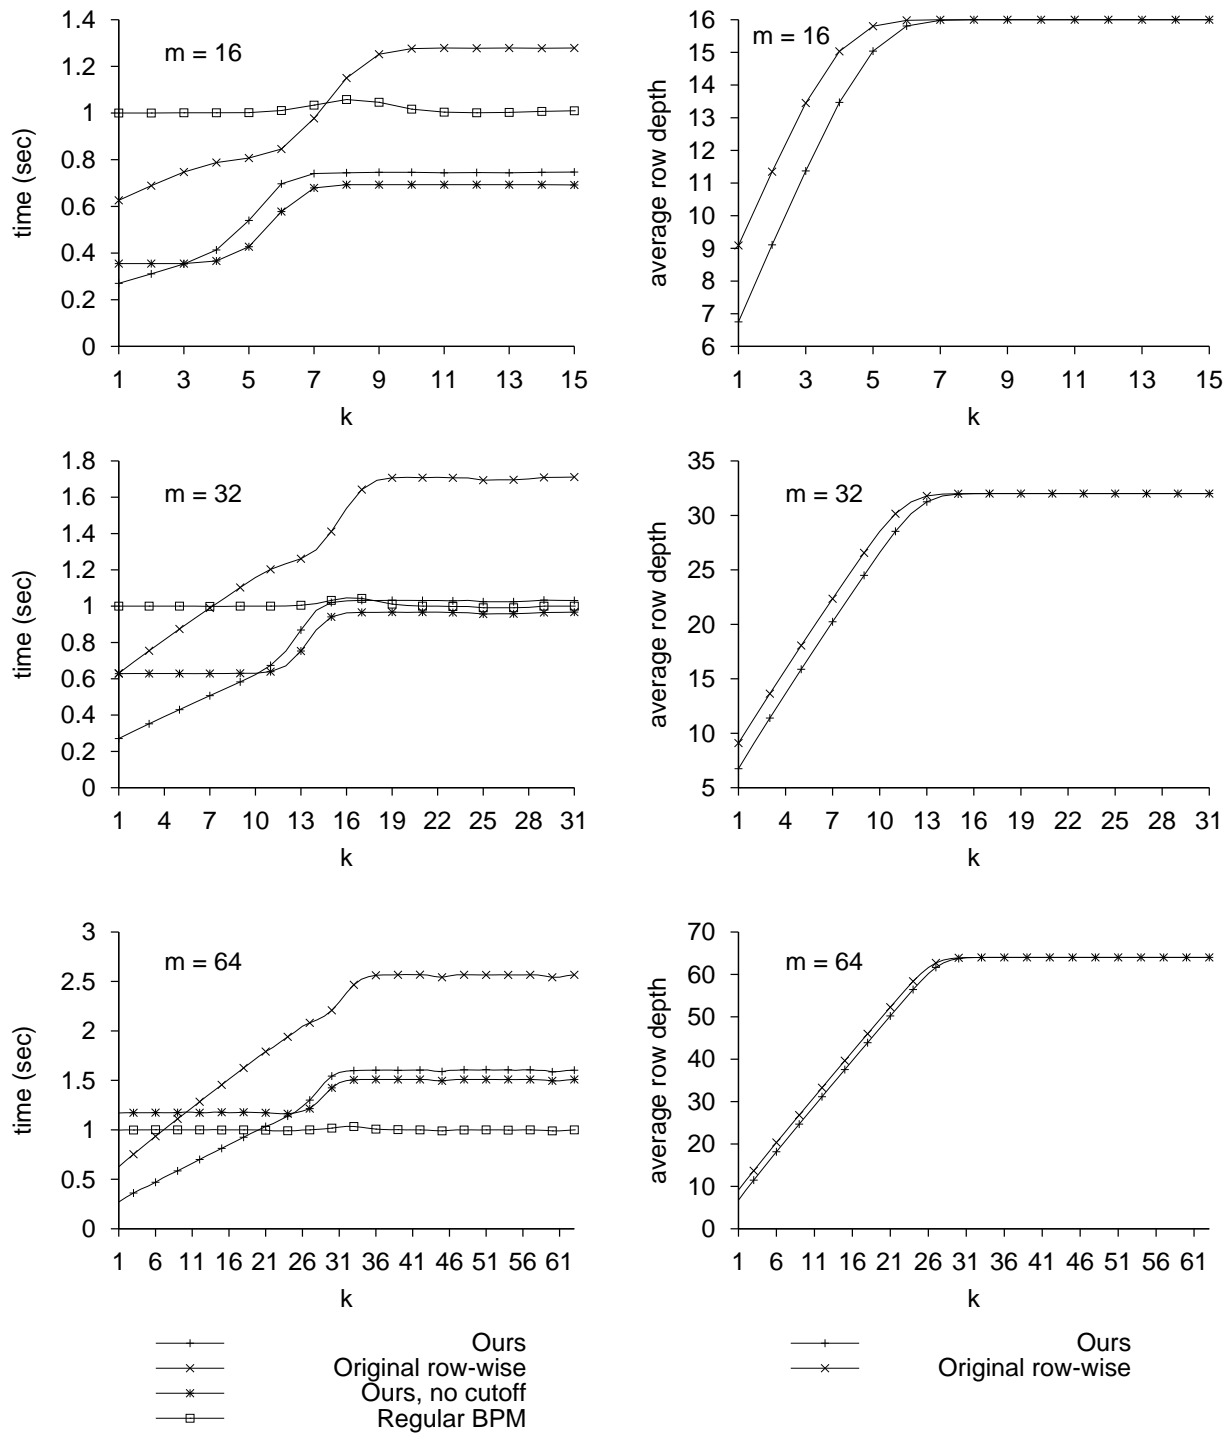 1.4
1.2
1
0.8
0.6
0.4
0.2
0
m = 16
time (sec)
1 3 5 7 9 11 13 15
k
16
15
14
13
12
11
10
9
8
7
6
m = 16
average row depth
1 3 5 7 9 11 13 15
k
1.8
1.6
1.4
1.2
1
0.8
0.6
0.4
0.2
0
m = 32
time (sec)
1 4 7 10 13 16 19 22 25 28 31
k
35
30
25
20
15
10
5
m = 32
average row depth
1 4 7 10 13 16 19 22 25 28 31
k
3
2.5
2
1.5
1
0.5
0
m = 64
time (sec)
1 6 11 16 21 26 31 36 41 46 51 56 61
k
70
60
50
40
30
20
10
0
m = 64
average row depth
1 6 11 16 21 26 31 36 41 46 51 56 61
k
Ours
Original row-wise
Ours, no cutoff
Regular BPM
Ours
Original row-wise